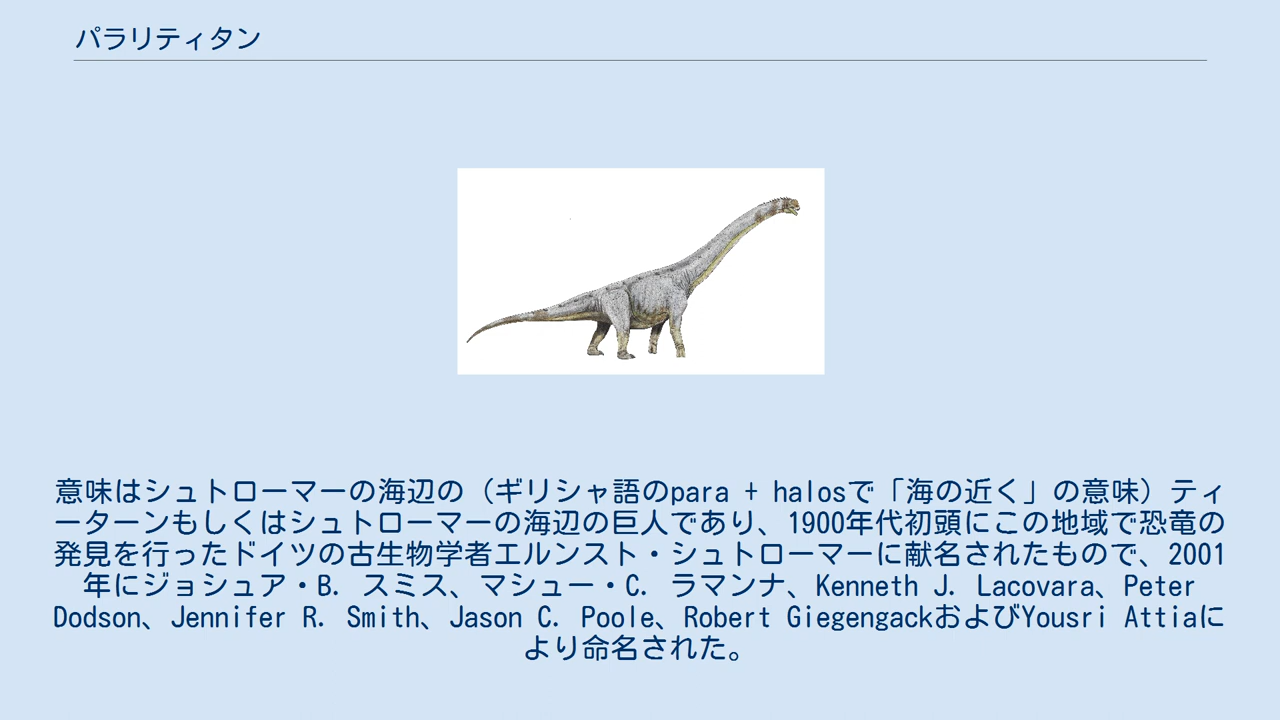 パラリティタン
意味はシュトローマーの海辺の（ギリシャ語のpara + halosで「海の近く」の意味）ティ
ーターンもしくはシュトローマーの海辺の巨人であり、1900年代初頭にこの地域で恐竜の
発見を行ったドイツの古生物学者エルンスト・シュトローマーに献名されたもので、2001
年にジョシュア・B. スミス、マシュー・C. ラマンナ、Kenneth J. Lacovara、Peter
Dodson、Jennifer R. Smith、Jason C. Poole、Robert GiegengackおよびYousri Attiaに
より命名された。